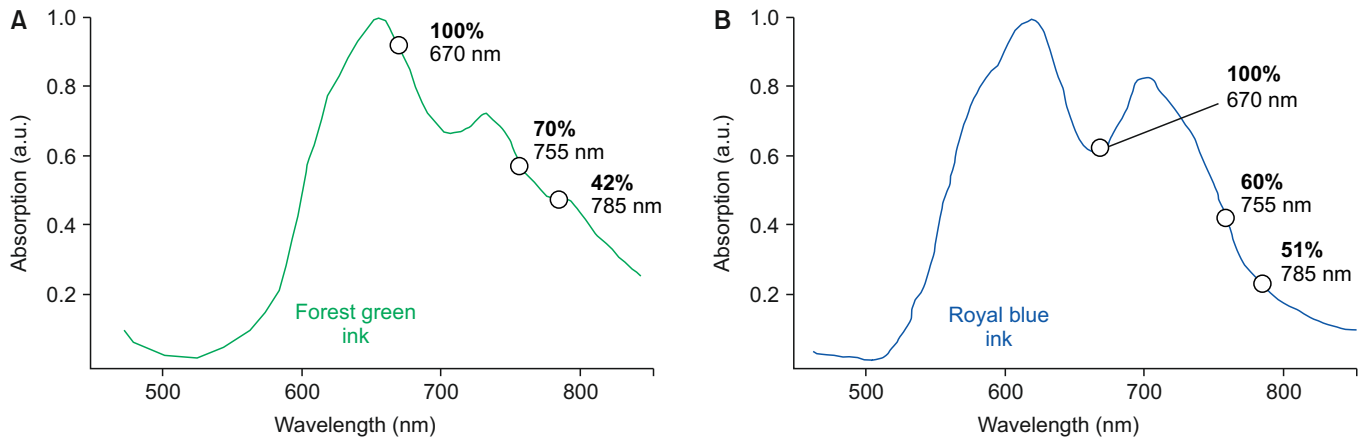 A
Absorption (a.u.)
1.0
0.8
0.6
0.4
0.2
100%
670 nm
70%
755 nm
42%
785 nm
Forest green
ink
500
600
700
800
Wavelength (nm)
B
Absorption (a.u.)
1.0
0.8
0.6
0.4
0.2
100%
670 nm
60%
755 nm
51%
785 nm
Royal blue
ink
500
600
700
800
Wavelength (nm)